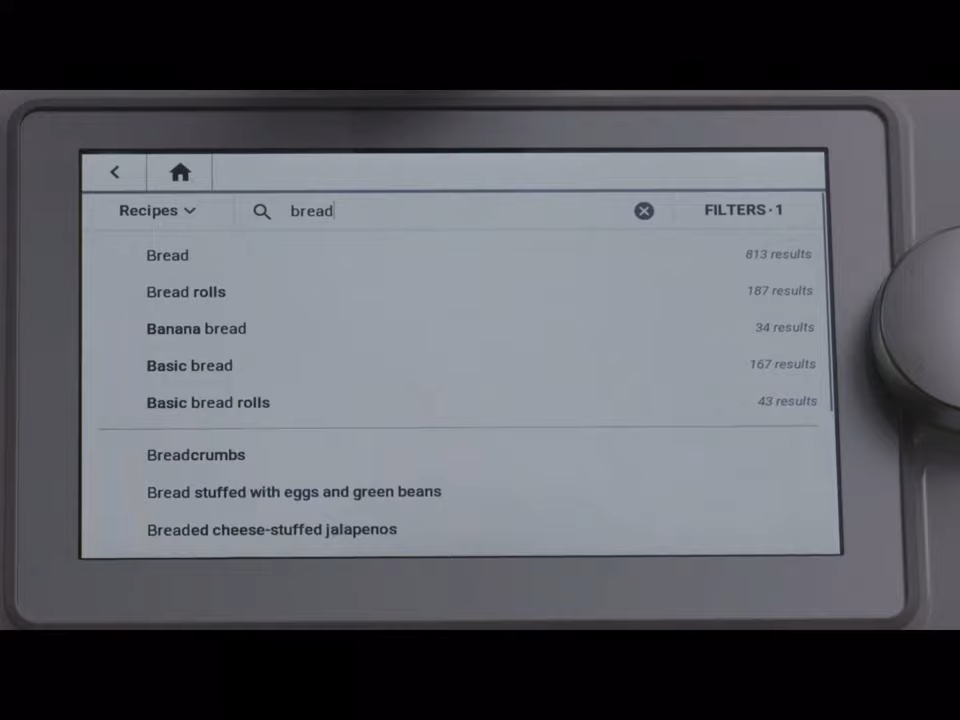 Recipes bread FILTERS · 1
Bread 813 results
Bread rolls 187 results
Banana bread 34 results
Basic bread 167 results
Basic bread rolls 43 results
Breadcrumbs
Bread stuffed with eggs and green beans
Breaded cheese-stuffed jalapenos